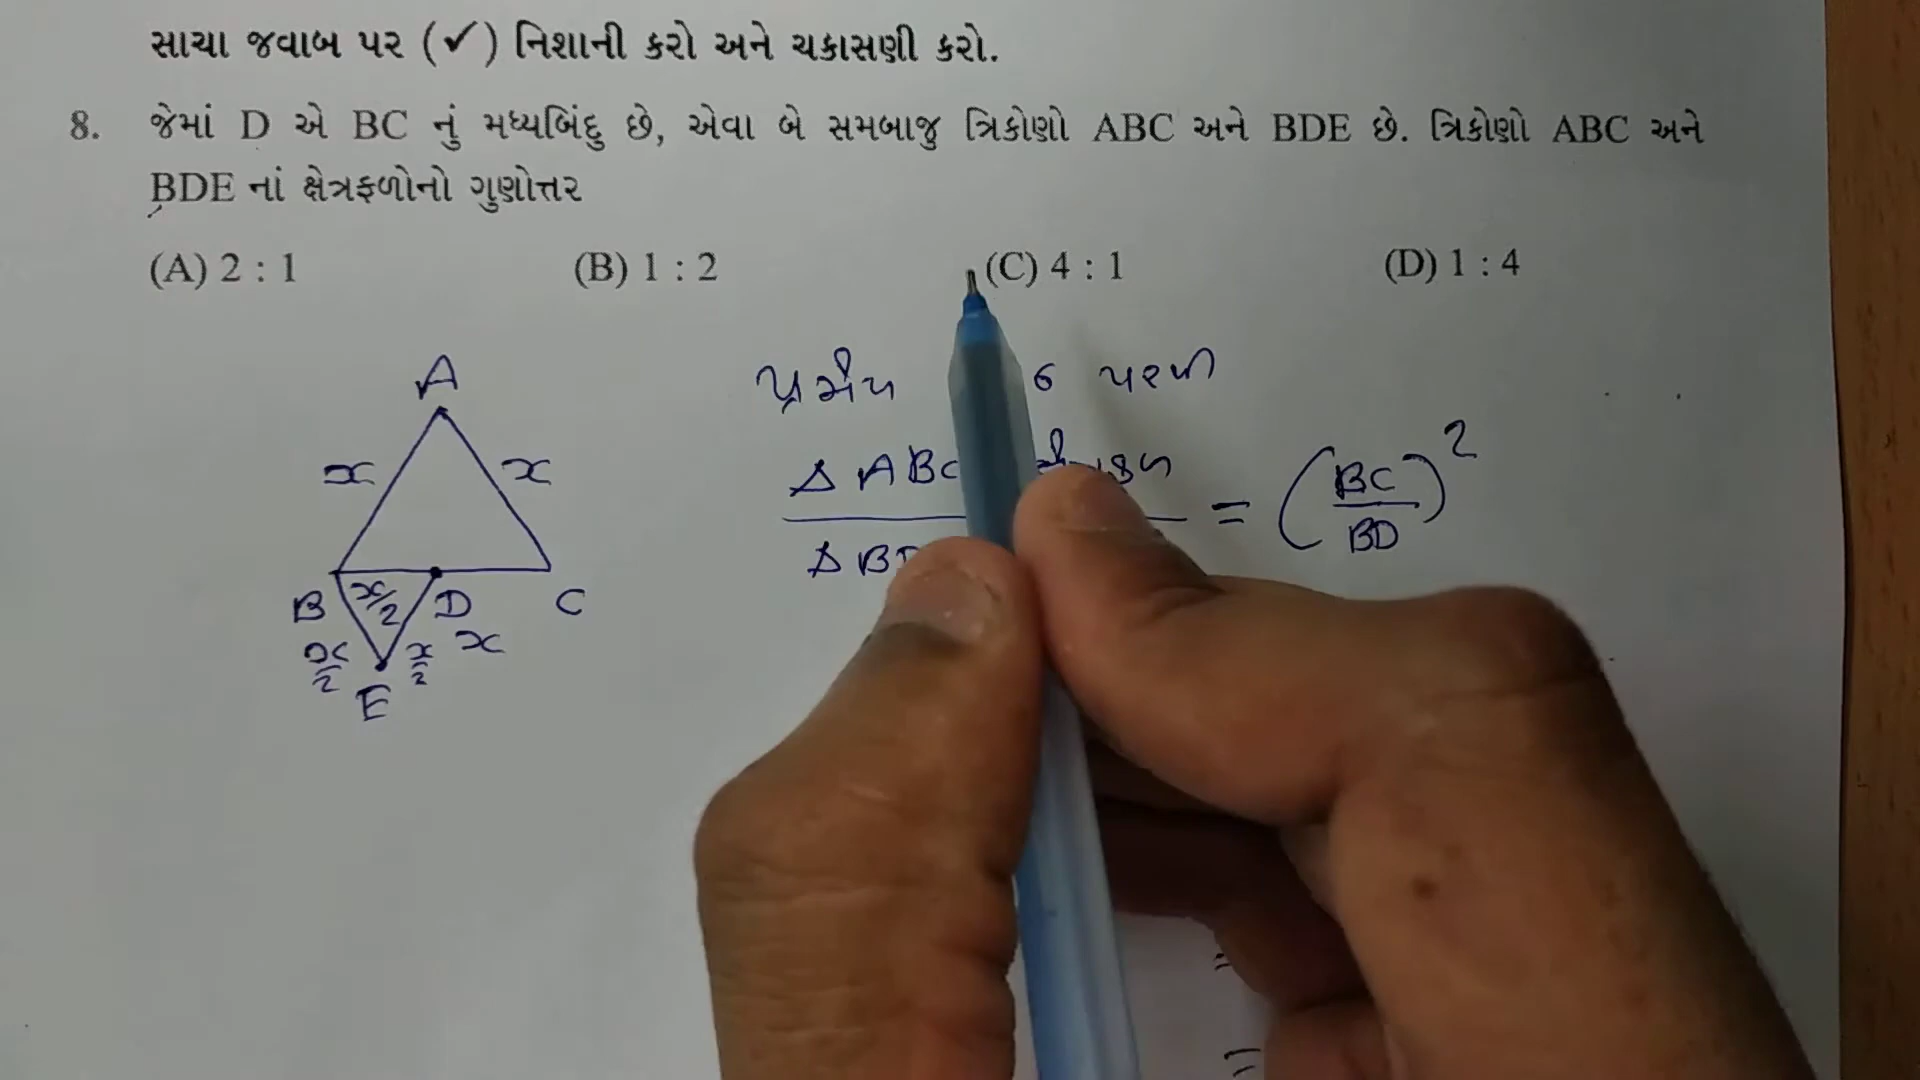 સાચા જવાબ પર (✓) નિશાની કરો અને ચકાસણી કરો.
8. જેમાં D એ BC નું મધ્યબિંદુ છે, એવા બે સમબાજુ ત્રિકોણો ABC અને BDE છે. ત્રિકોણો ABC અને
BDE નાં ક્ષેત્રફળોનો ગુણોત્તર
(A) 2 : 1 (B) 1 : 2 (C) 4 : 1 (D) 1 : 4
A
પ્રમેય 6 પરથી
x x
Δ ABC = (BC/BD)²
Δ BD
B x/2 D C
x/2 x/2 x
E
=
=